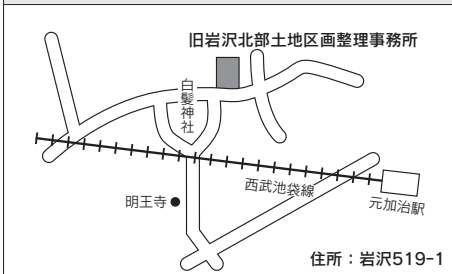 旧岩沢北部土地区画整理事務所
白髪神社
西武池袋線
元加治駅
明王寺
住所：岩沢519-1